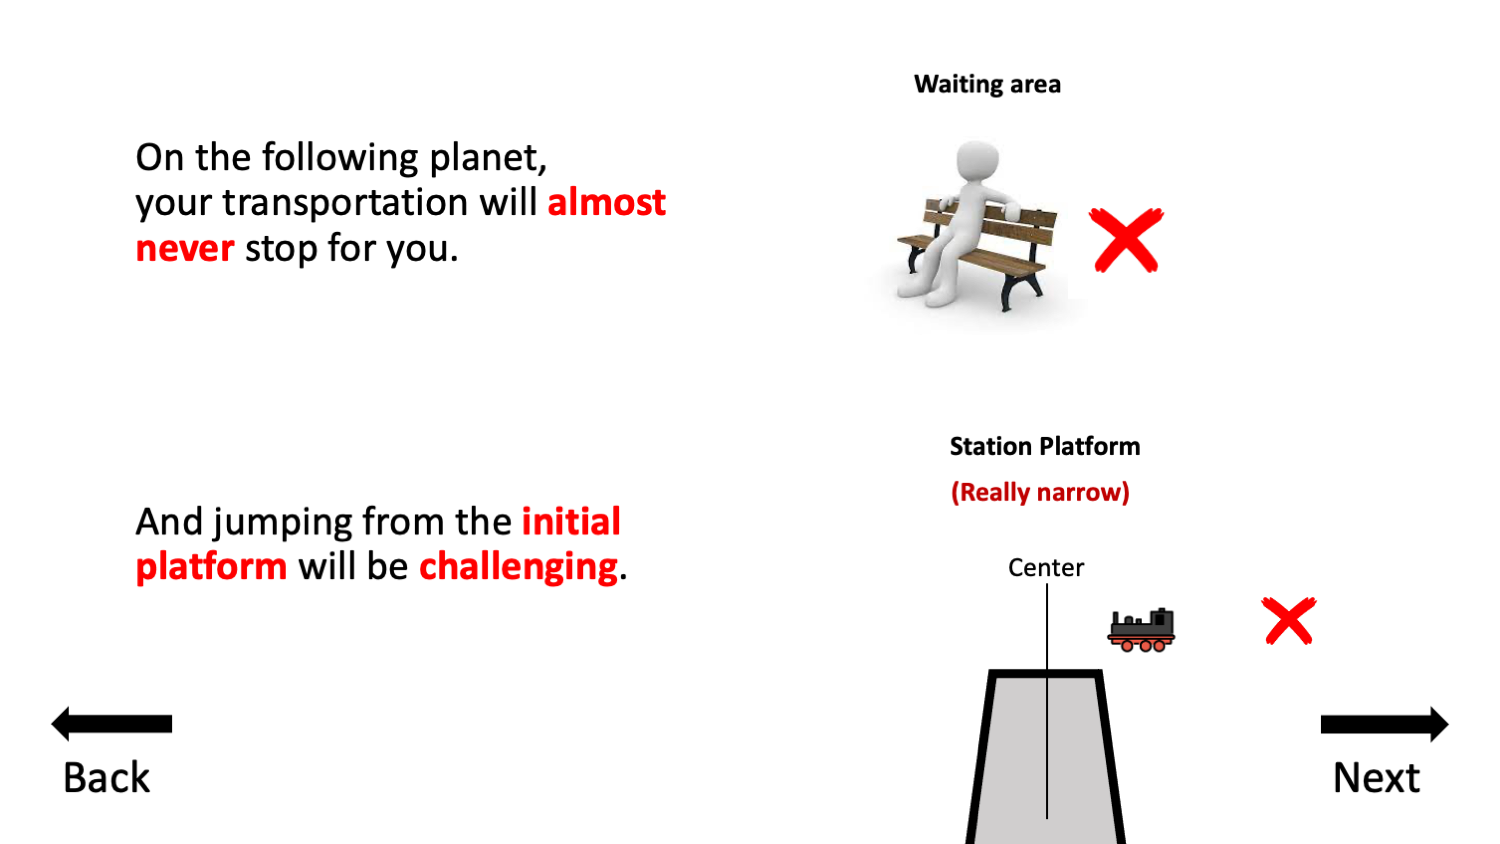 Waiting area
On the following planet,
your transportation will almost
never stop for you.
Station Platform
(Really narrow)
And jumping from the initial
platform will be challenging.
Center
Back
Next